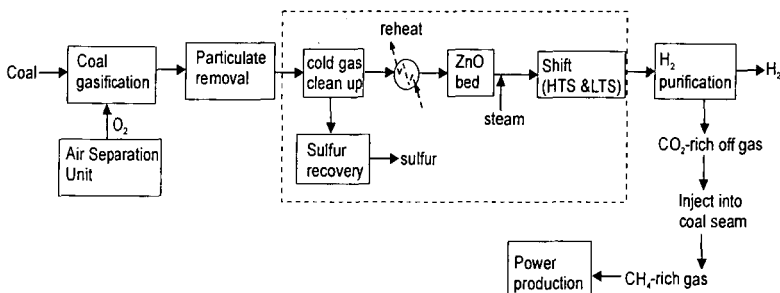 reheat
Coal
Coal
gasification
Particulate
removal
cold gas
clean up
ZnO
bed
Shift
(HTS &LTS)
H₂
purification
H₂
O₂
steam
Air Separation
Unit
Sulfur
recovery
sulfur
CO₂-rich off gas
Inject into
coal seam
Power
production
CH₄-rich gas